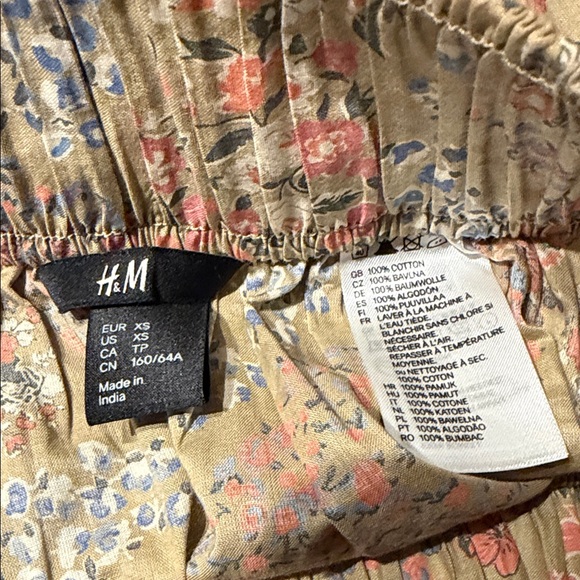 H&M
EUR XS
US XS
CA TP
CN 160/64A
Made in
India
GB 100% COTTON
CZ 100% BAVLNA
DE 100% BAUMWOLLE
ES 100% ALGODÓN
FI 100% PUUVILLAA
FR LAVER À LA MACHINE À
L'EAU TIÈDE.
BLANCHIR SANS CHLORE SI
NÉCESSAIRE.
SÉCHER À L'AIR.
REPASSER À TEMPÉRATURE
MOYENNE.
OU NETTOYAGE À SEC.
100% COTON
HR 100% PAMUK
HU 100% PAMUT
IT 100% COTONE
NL 100% KATOEN
PL 100% BAWEŁNA
PT 100% ALGODÃO
RO 100% BUMBAC